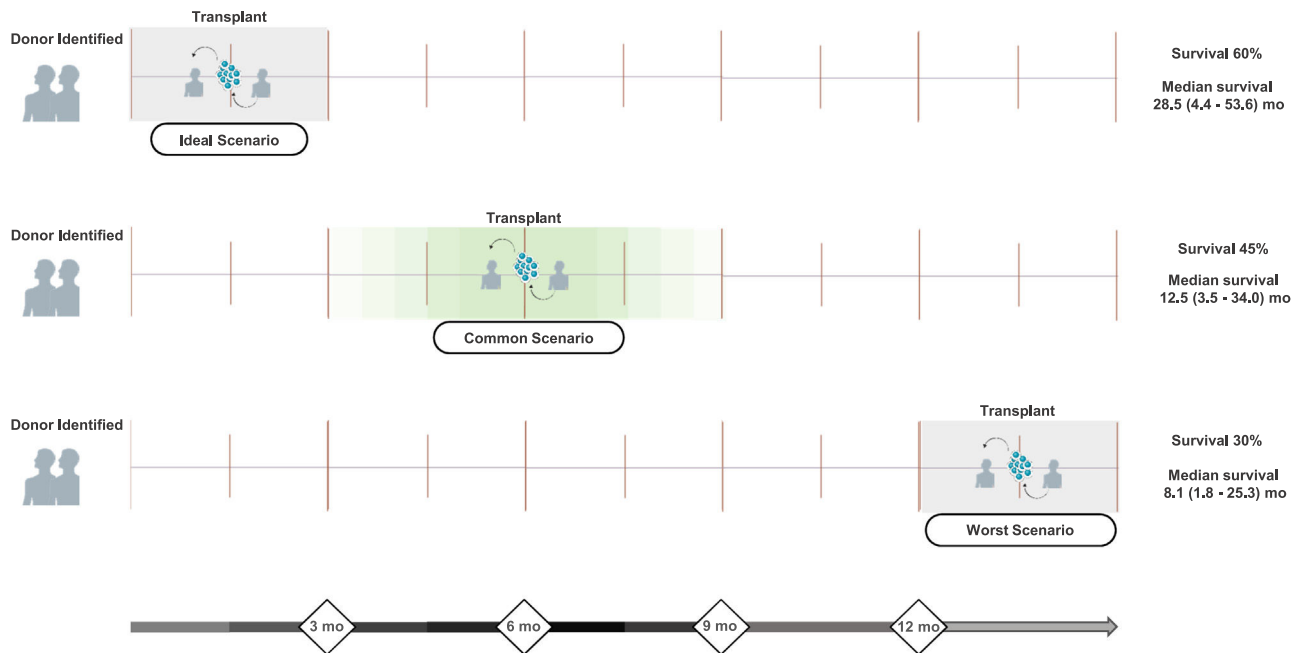 Transplant
Donor Identified
Survival 60%
Median survival
28.5 (4.4 - 53.6) mo
Ideal Scenario
Transplant
Donor Identified
Survival 45%
Median survival
12.5 (3.5 - 34.0) mo
Common Scenario
Transplant
Donor Identified
Survival 30%
Median survival
8.1 (1.8 - 25.3) mo
Worst Scenario
3 mo
6 mo
9 mo
12 mo